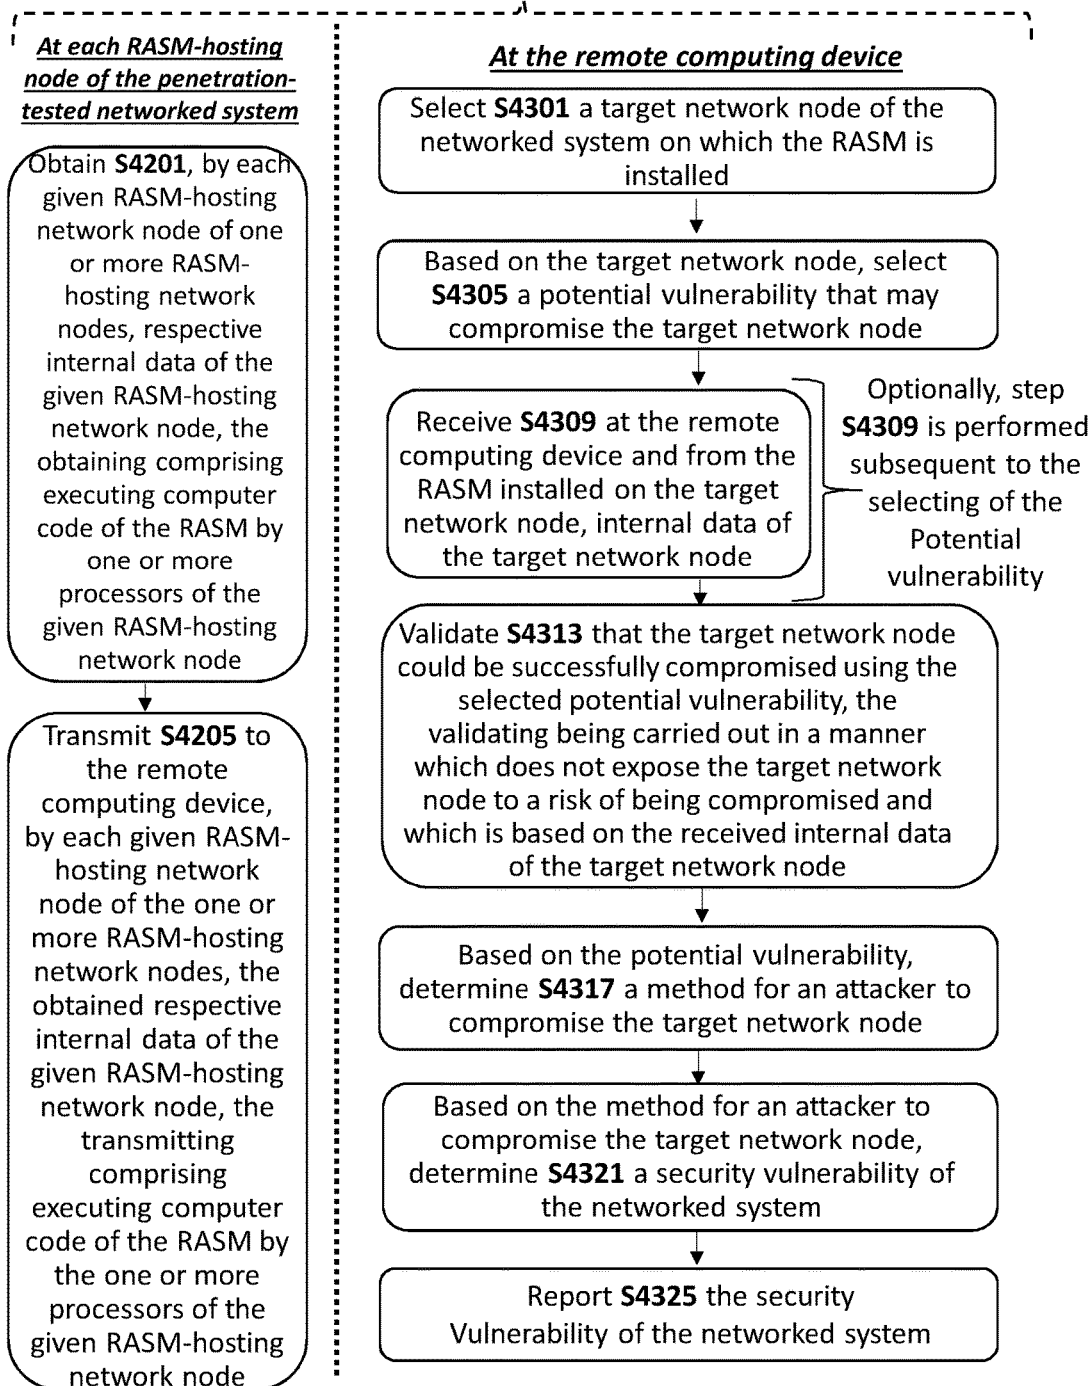 At each RASM-hosting
node of the penetration-
tested networked system
Obtain S4201, by each
given RASM-hosting
network node of one
or more RASM-
hosting network
nodes, respective
internal data of the
given RASM-hosting
network node, the
obtaining comprising
executing computer
code of the RASM by
one or more
processors of the
given RASM-hosting
network node
Transmit S4205 to
the remote
computing device,
by each given RASM-
hosting network
node of the one or
more RASM-hosting
network nodes, the
obtained respective
internal data of the
given RASM-hosting
network node, the
transmitting
comprising
executing computer
code of the RASM by
the one or more
processors of the
given RASM-hosting
network node
At the remote computing device
Select S4301 a target network node of the
networked system on which the RASM is
installed
Based on the target network node, select
S4305 a potential vulnerability that may
compromise the target network node
Receive S4309 at the remote
computing device and from the
RASM installed on the target
network node, internal data of
the target network node
Optionally, step
S4309 is performed
subsequent to the
selecting of the
Potential
vulnerability
Validate S4313 that the target network node
could be successfully compromised using the
selected potential vulnerability, the
validating being carried out in a manner
which does not expose the target network
node to a risk of being compromised and
which is based on the received internal data
of the target network node
Based on the potential vulnerability,
determine S4317 a method for an attacker to
compromise the target network node
Based on the method for an attacker to
compromise the target network node,
determine S4321 a security vulnerability of
the networked system
Report S4325 the security
Vulnerability of the networked system